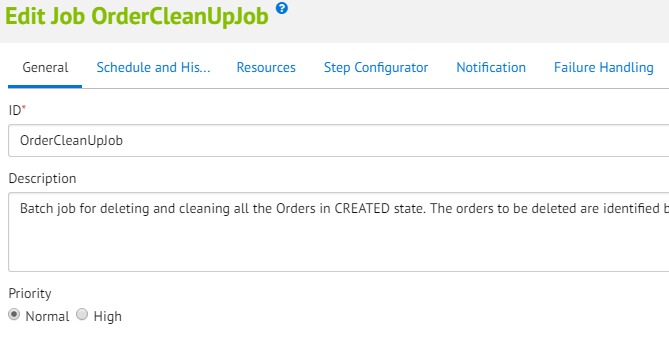 Edit Job OrderCleanUpJob ?
General Schedule and His... Resources Step Configurator Notification Failure Handling
ID*
OrderCleanUpJob
Description
Batch job for deleting and cleaning all the Orders in CREATED state. The orders to be deleted are identified b
Priority
Normal High